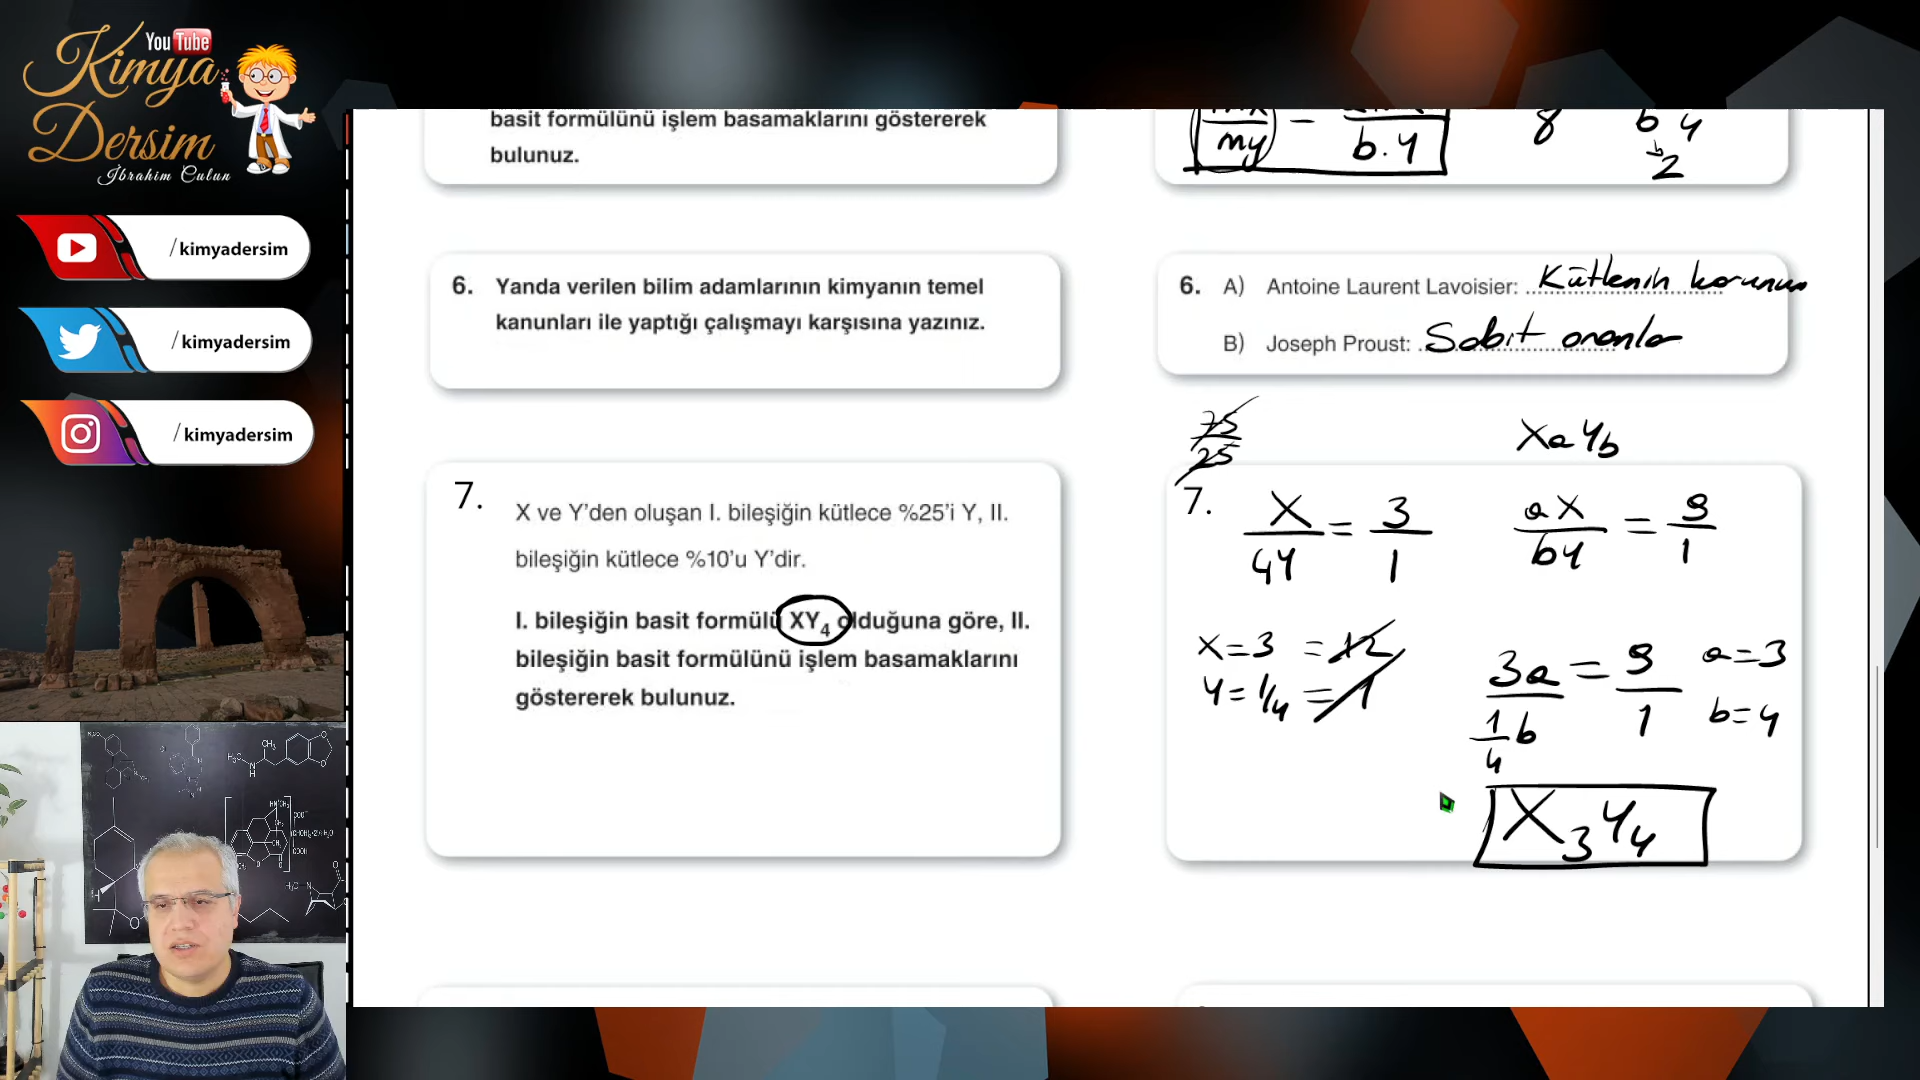 YouTube
Kimya
Dersim
İbrahim Culun
/kimyadersim
/kimyadersim
/kimyadersim
basit formülünü işlem basamaklarını göstererek
bulunuz.
my
b.y
8
b 4
2
6. Yanda verilen bilim adamlarının kimyanın temel
kanunları ile yaptığı çalışmayı karşısına yazınız.
6. A) Antoine Laurent Lavoisier: Kütlenin korunum
B) Joseph Proust: Sabit oranlar
75
25
XaYb
7. X ve Y’den oluşan I. bileşiğin kütlece %25’i Y, II.
bileşiğin kütlece %10’u Y’dir.
I. bileşiğin basit formülü XY₄ olduğuna göre, II.
bileşiğin basit formülünü işlem basamaklarını
göstererek bulunuz.
7. X/4Y = 3/1
aX/bY = 9/1
x=3 =12
y=1/4 =1
3a/(1/4 b) = 9/1
a=3
b=4
X₃Y₄